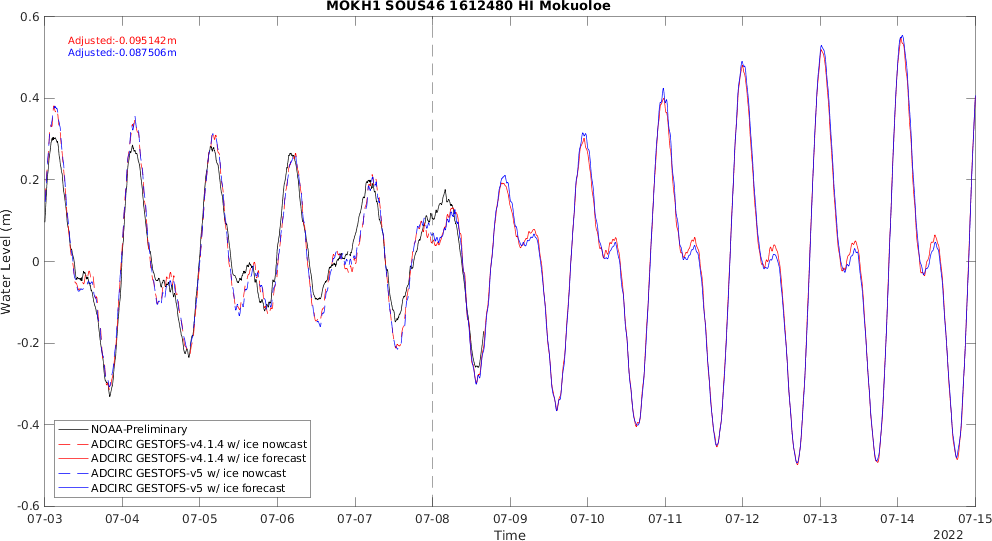 MOKH1 SOUS46 1612480 HI Mokuoloe
Adjusted:-0.095142m
Adjusted:-0.087506m
0.6
0.4
0.2
0
-0.2
-0.4
-0.6
Water Level (m)
NOAA-Preliminary
ADCIRC GESTOFS-v4.1.4 w/ ice nowcast
ADCIRC GESTOFS-v4.1.4 w/ ice forecast
ADCIRC GESTOFS-v5 w/ ice nowcast
ADCIRC GESTOFS-v5 w/ ice forecast
07-03 07-04 07-05 07-06 07-07 07-08 07-09 07-10 07-11 07-12 07-13 07-14 07-15
Time
2022